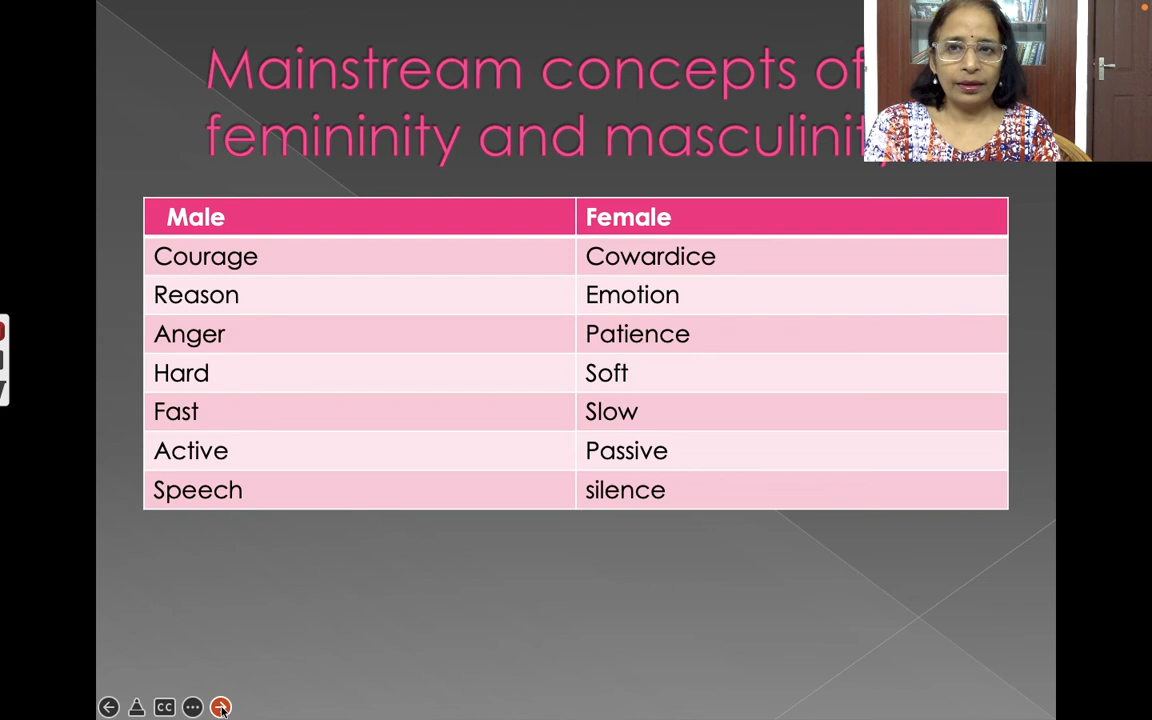 Mainstream concepts of
femininity and masculinit
Male Female
Courage Cowardice
Reason Emotion
Anger Patience
Hard Soft
Fast Slow
Active Passive
Speech silence
CC